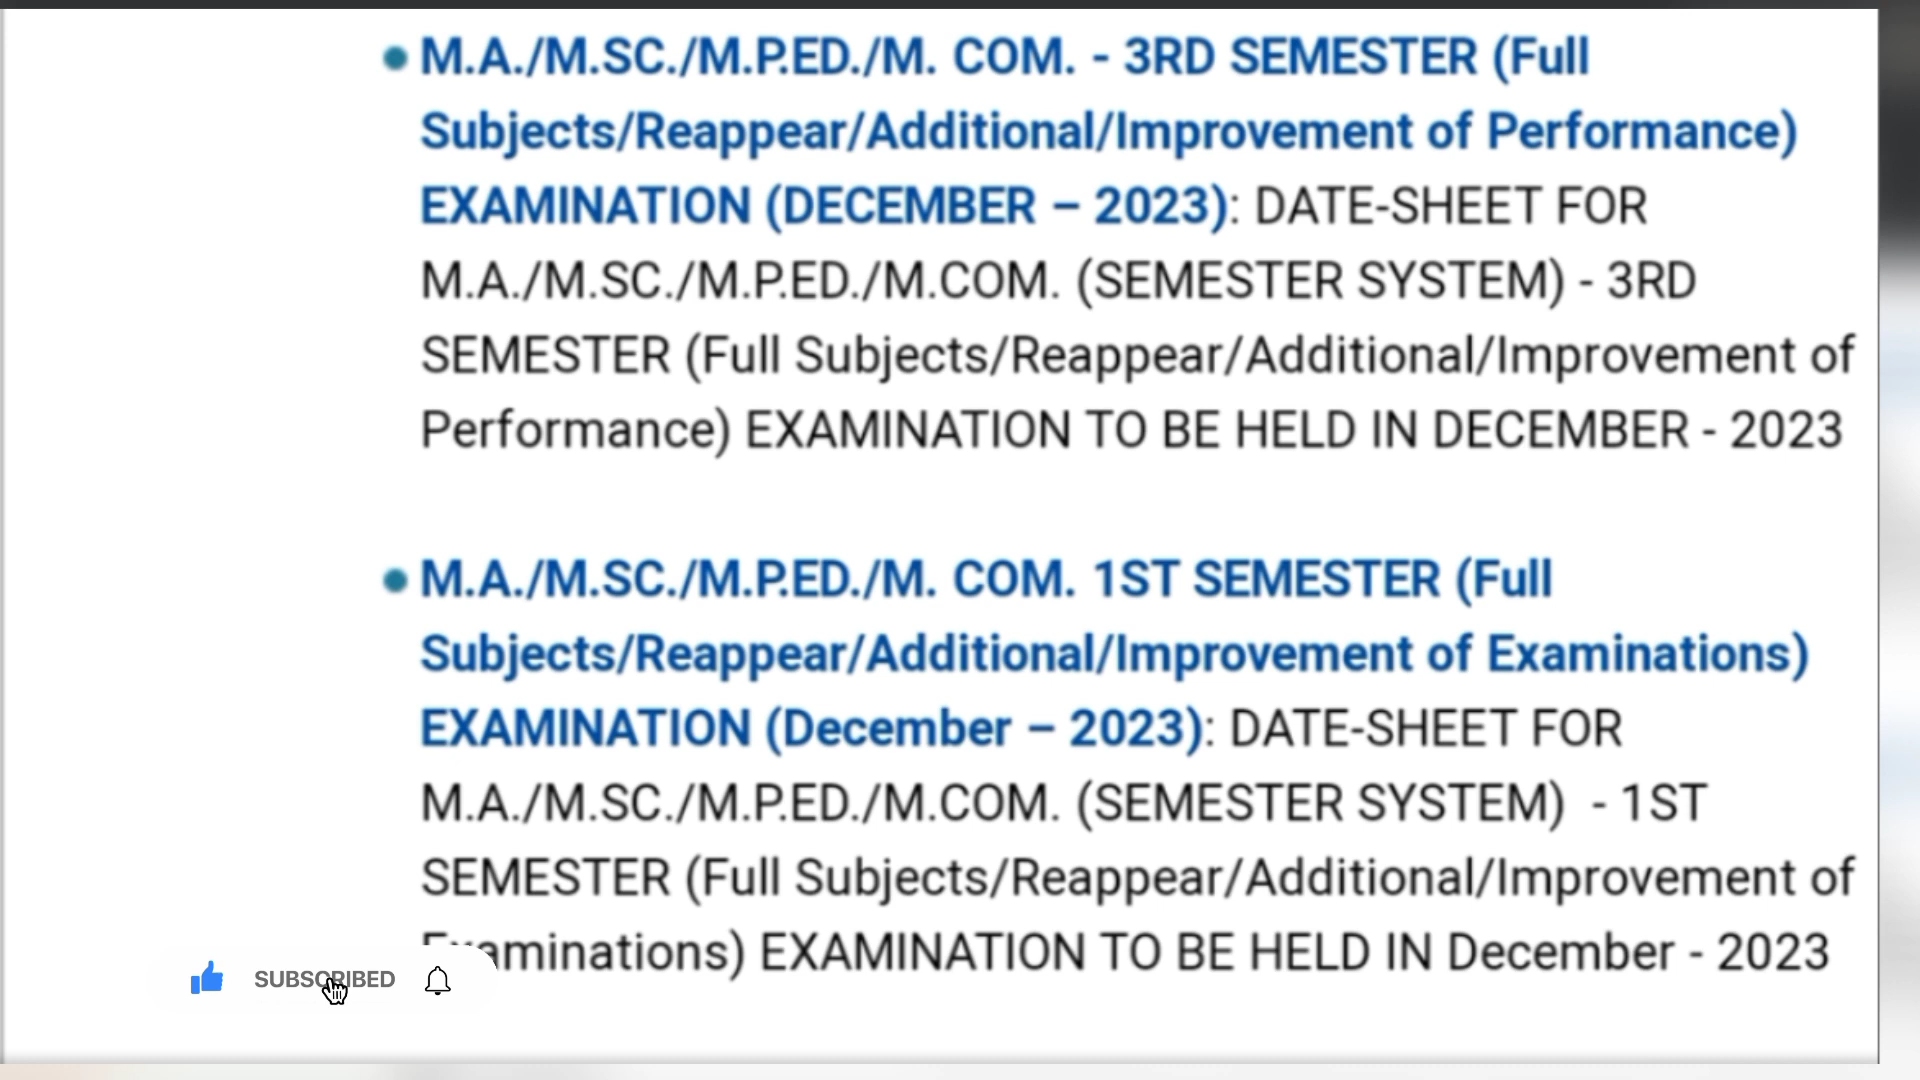 M.A./M.SC./M.P.ED./M. COM. - 3RD SEMESTER (Full
Subjects/Reappear/Additional/Improvement of Performance)
EXAMINATION (DECEMBER – 2023): DATE-SHEET FOR
M.A./M.SC./M.P.ED./M.COM. (SEMESTER SYSTEM) - 3RD
SEMESTER (Full Subjects/Reappear/Additional/Improvement of
Performance) EXAMINATION TO BE HELD IN DECEMBER - 2023
M.A./M.SC./M.P.ED./M. COM. 1ST SEMESTER (Full
Subjects/Reappear/Additional/Improvement of Examinations)
EXAMINATION (December – 2023): DATE-SHEET FOR
M.A./M.SC./M.P.ED./M.COM. (SEMESTER SYSTEM)  - 1ST
SEMESTER (Full Subjects/Reappear/Additional/Improvement of
Examinations) EXAMINATION TO BE HELD IN December - 2023
SUBSCRIBED